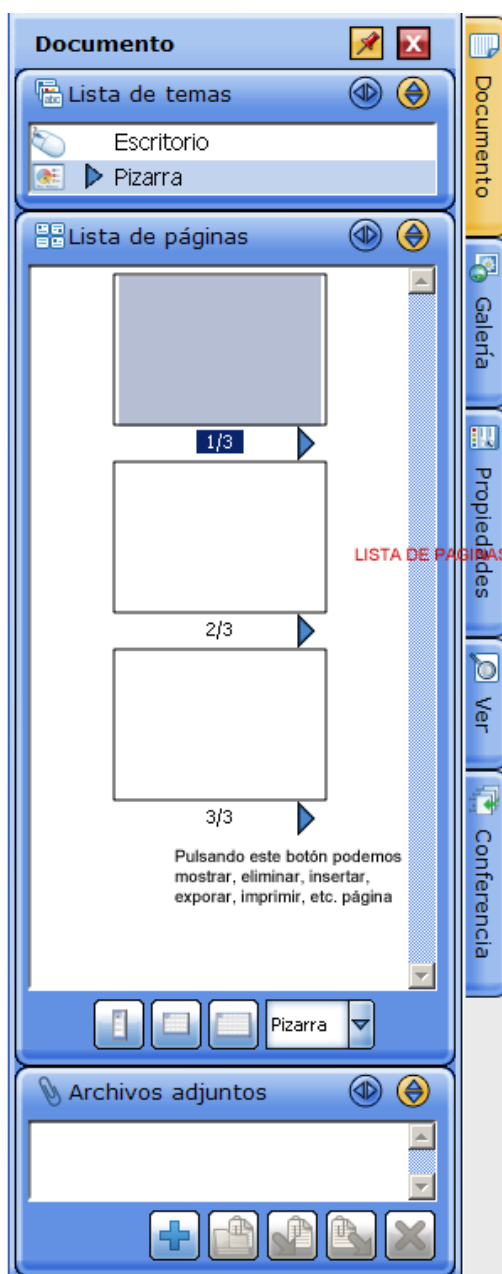 Documento
Lista de temas
Escritorio
Pizarra
Lista de páginas
1/3
2/3
3/3
LISTA DE PAGINAS
Pulsando este botón podemos
mostrar, eliminar, insertar,
exporar, imprimir, etc. página
Pizarra
Archivos adjuntos
Documento
Galería
Propiedades
Ver
Conferencia